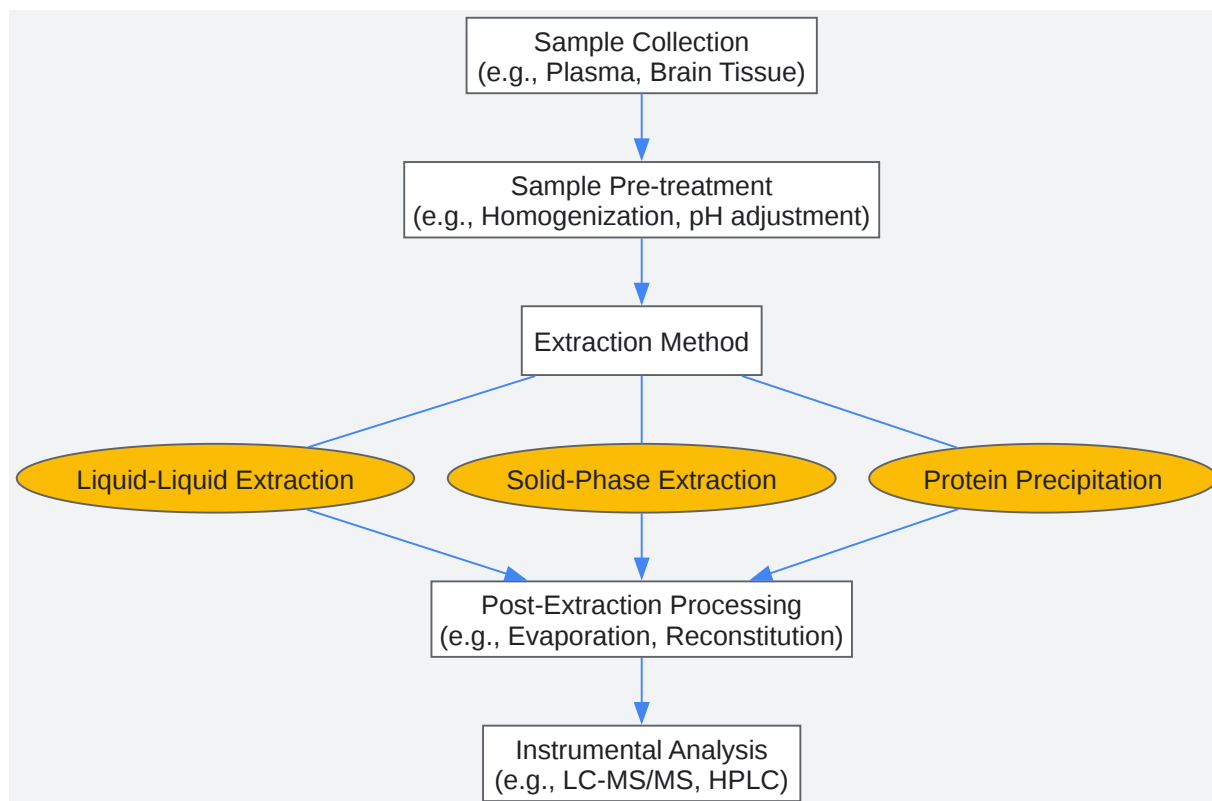 Sample Collection
(e.g., Plasma, Brain Tissue)
Sample Pre-treatment
(e.g., Homogenization, pH adjustment)
Extraction Method
Liquid-Liquid Extraction
Solid-Phase Extraction
Protein Precipitation
Post-Extraction Processing
(e.g., Evaporation, Reconstitution)
Instrumental Analysis
(e.g., LC-MS/MS, HPLC)